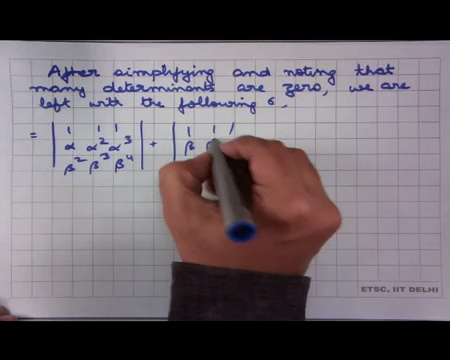 After simplifying and noting that
many determinants are zero, we are
left with the following 6.
= | 1 1 1 | + | 1 1 1
α α² α³ β β
β² β³ β⁴
ETSC, IIT DELHI